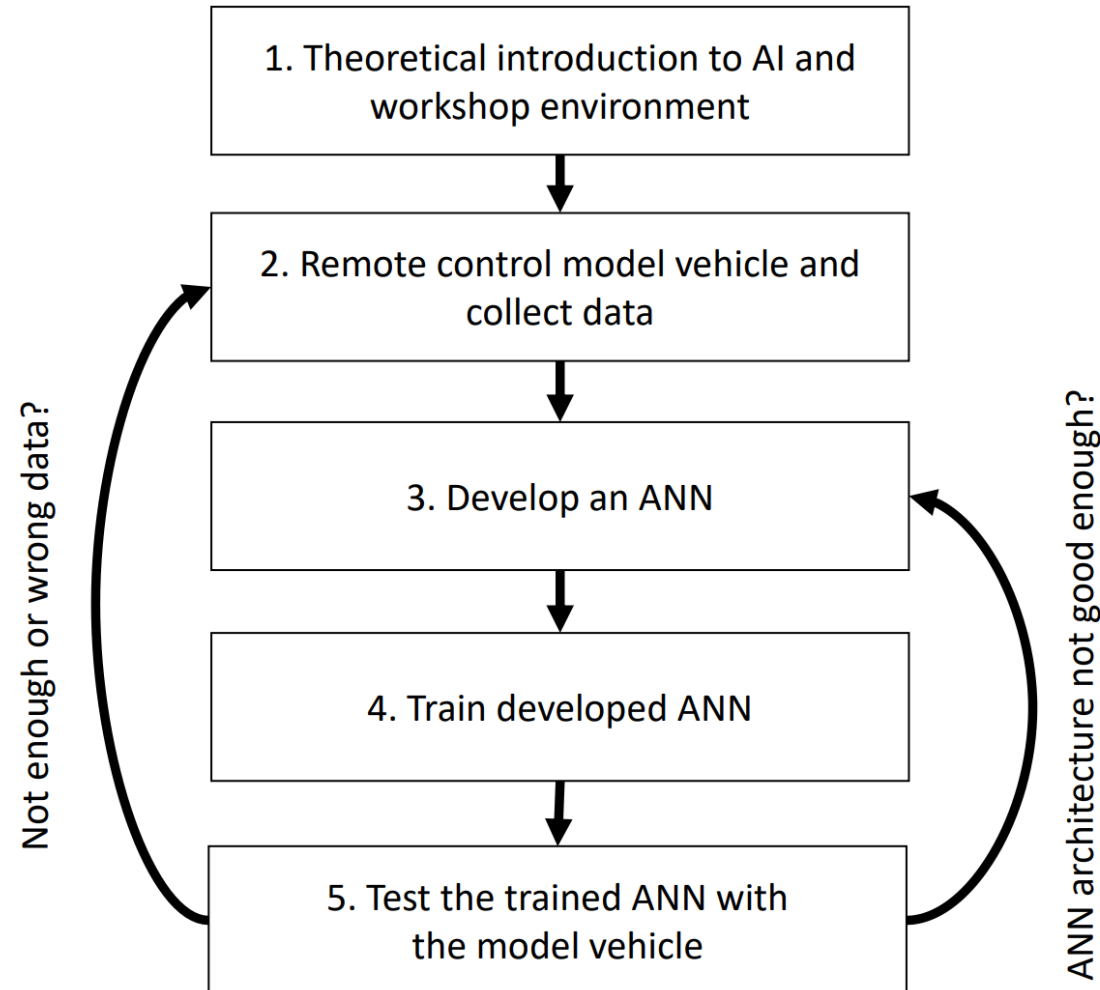 1. Theoretical introduction to AI and
workshop environment
2. Remote control model vehicle and
collect data
Not enough or wrong data?
ANN architecture not good enough?
3. Develop an ANN
4. Train developed ANN
5. Test the trained ANN with
the model vehicle